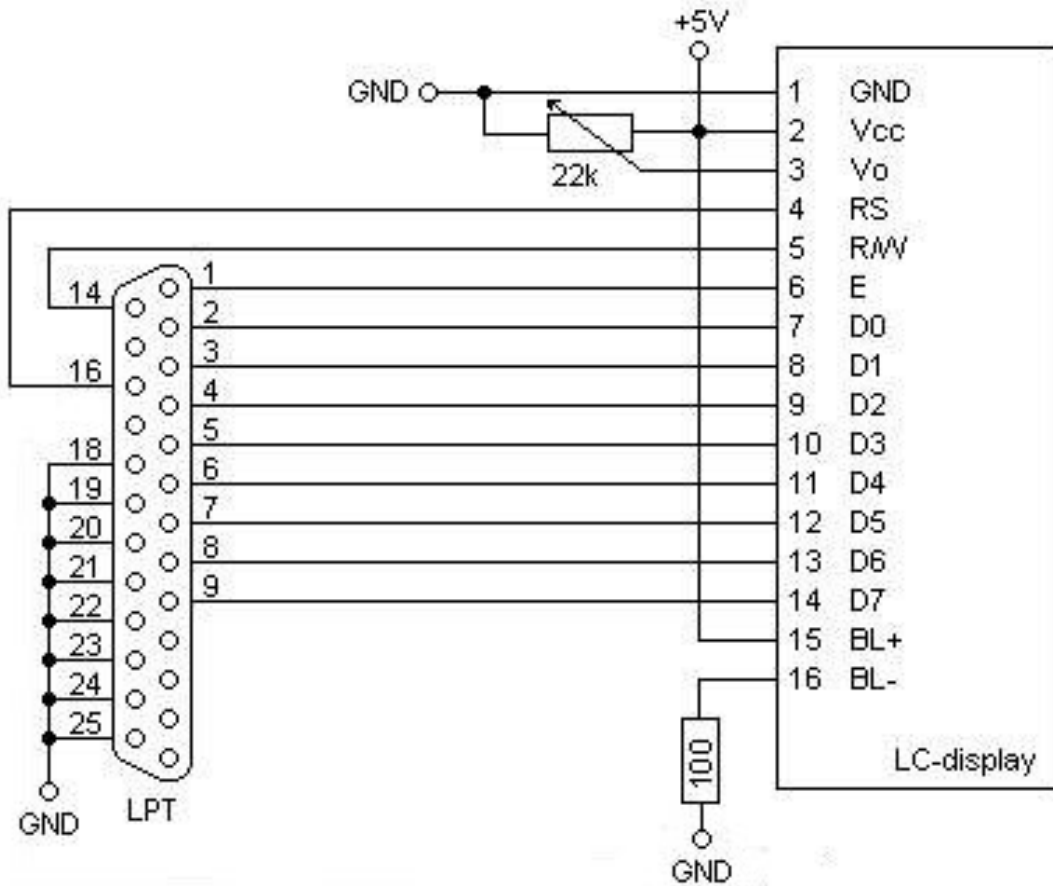 +5V
GND
22k
1 GND
2 Vcc
3 Vo
4 RS
5 R/W
6 E
7 D0
8 D1
9 D2
10 D3
11 D4
12 D5
13 D6
14 D7
15 BL+
16 BL-
LC-display
14
16
18
19
20
21
22
23
24
25
1
2
3
4
5
6
7
8
9
GND
LPT
100
GND